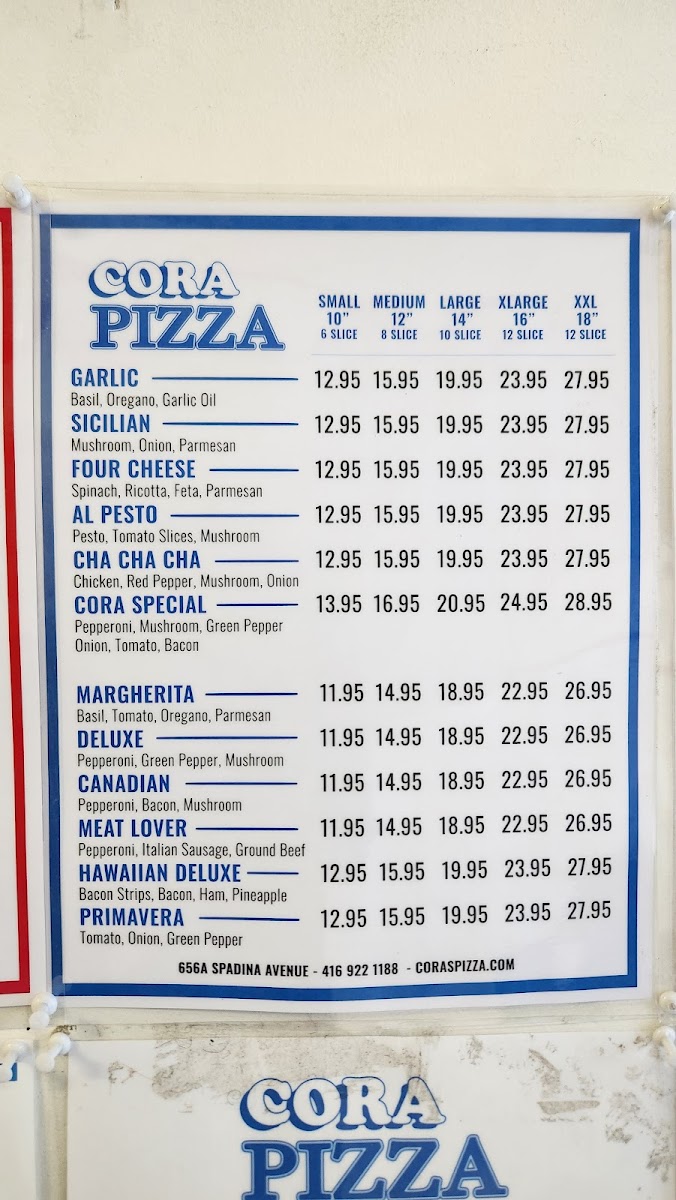 CORA
PIZZA
SMALL MEDIUM LARGE XLARGE XXL
10" 12" 14" 16" 18"
6 SLICE 8 SLICE 10 SLICE 12 SLICE 12 SLICE
GARLIC 12.95 15.95 19.95 23.95 27.95
Basil, Oregano, Garlic Oil
SICILIAN 12.95 15.95 19.95 23.95 27.95
Mushroom, Onion, Parmesan
FOUR CHEESE 12.95 15.95 19.95 23.95 27.95
Spinach, Ricotta, Feta, Parmesan
AL PESTO 12.95 15.95 19.95 23.95 27.95
Pesto, Tomato Slices, Mushroom
CHA CHA CHA 12.95 15.95 19.95 23.95 27.95
Chicken, Red Pepper, Mushroom, Onion
CORA SPECIAL 13.95 16.95 20.95 24.95 28.95
Pepperoni, Mushroom, Green Pepper
Onion, Tomato, Bacon
MARGHERITA 11.95 14.95 18.95 22.95 26.95
Basil, Tomato, Oregano, Parmesan
DELUXE 11.95 14.95 18.95 22.95 26.95
Pepperoni, Green Pepper, Mushroom
CANADIAN 11.95 14.95 18.95 22.95 26.95
Pepperoni, Bacon, Mushroom
MEAT LOVER 11.95 14.95 18.95 22.95 26.95
Pepperoni, Italian Sausage, Ground Beef
HAWAIIAN DELUXE 12.95 15.95 19.95 23.95 27.95
Bacon Strips, Bacon, Ham, Pineapple
PRIMAVERA 12.95 15.95 19.95 23.95 27.95
Tomato, Onion, Green Pepper
656A SPADINA AVENUE - 416 922 1188 - CORASPIZZA.COM
CORA
PIZZA